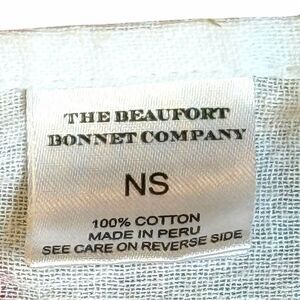 THE BEAUFORT
BONNET COMPANY
NS
100% COTTON
MADE IN PERU
SEE CARE ON REVERSE SIDE